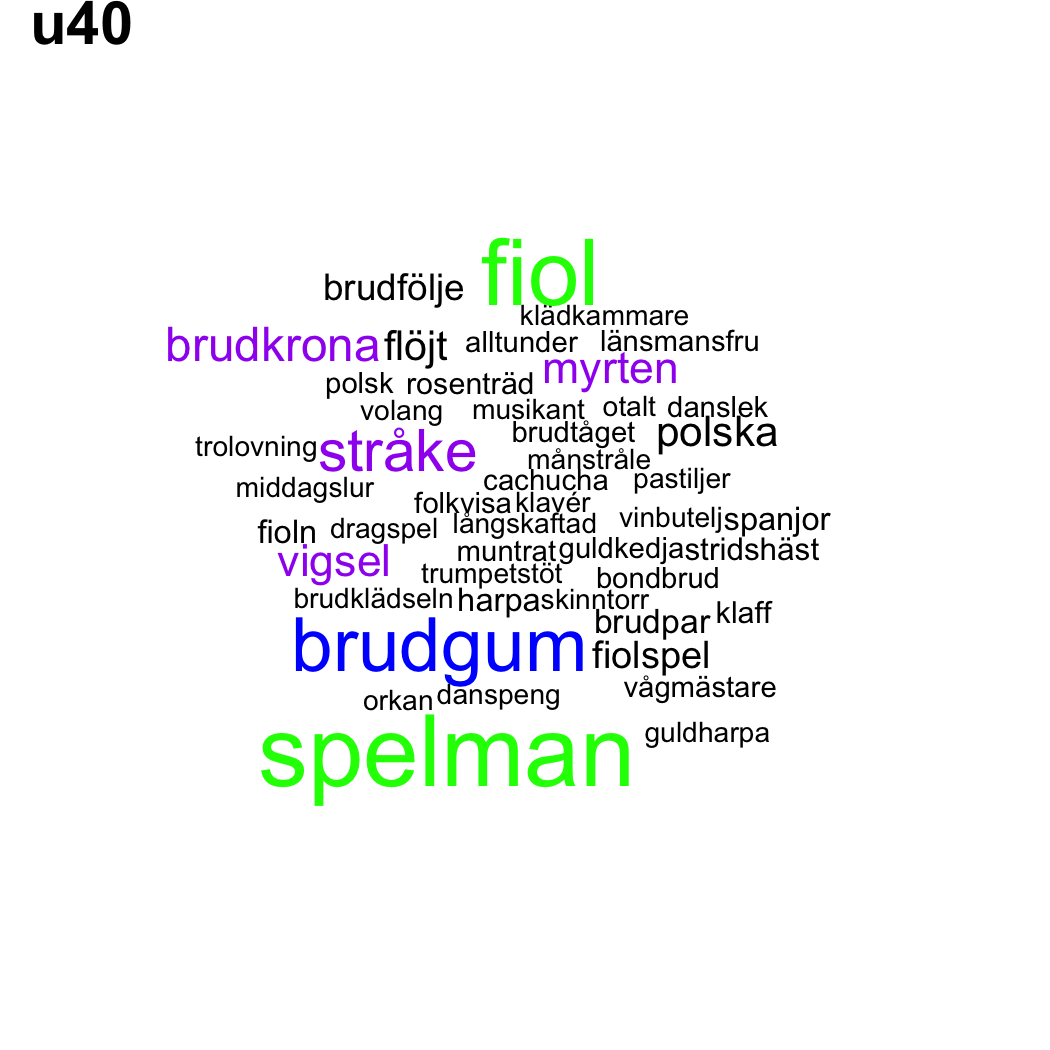 u40
fiol
brudfölje
klädkammare
brudkrona flöjt alltunder länsmansfru
myrten
polsk rosenträd
volang musikant otalt danslek
brudtåget polska
trolovning stråke månstråle
cachucha pastiljer
middagslur
folkvisa klavér
fioln dragspel långskaftad vinbutelj spanjor
vigsel muntrat guldkedja stridshäst
trumpetstöt bondbrud
brudklädseln harpa skinntorr
brudpar klaff
brudgum fiolspel
orkan danspeng vågmästare
spelman guldharpa